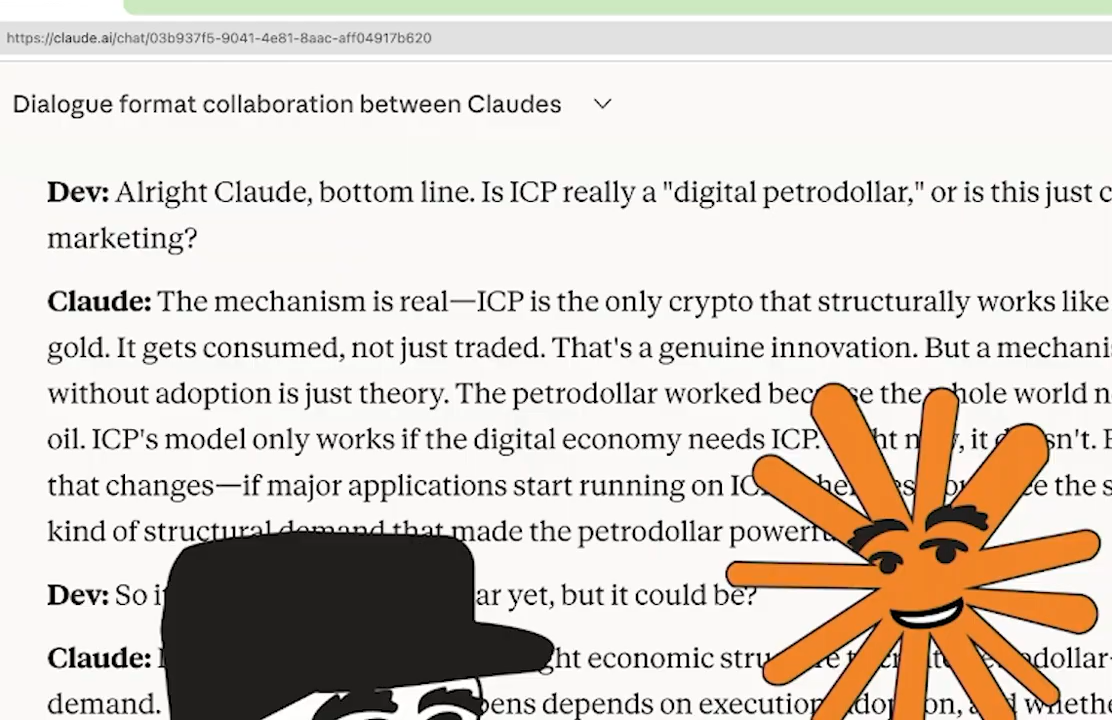 https://claude.ai/chat/03b937f5-9041-4e81-8aac-aff04917b620
Dialogue format collaboration between Claudes
Dev: Alright Claude, bottom line. Is ICP really a "digital petrodollar," or is this just
marketing?
Claude: The mechanism is real—ICP is the only crypto that structurally works like
gold. It gets consumed, not just traded. That's a genuine innovation. But a
without adoption is just theory. The petrodollar worked because the whole world
oil. ICP's model only works if the digital economy needs ICP.
that changes—if major applications start running on the
kind of structural demand that made the petrodollar
Dev: So yet, but it could be?
Claude: economic
demand. depends on execution,